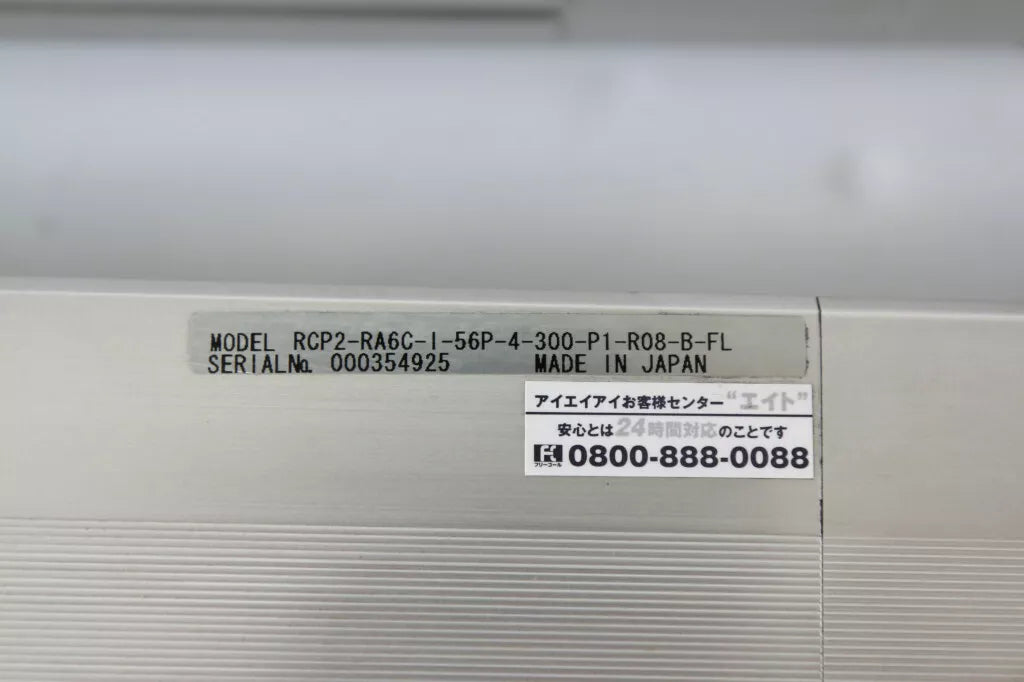 MODEL RCP2-RA6C-I-56P-4-300-P1-R08-B-FL
SERIAL№ 000354925 MADE IN JAPAN
アイエイアイお客様センター“エイト”
安心とは24時間対応のことです
フリーコール 0800-888-0088